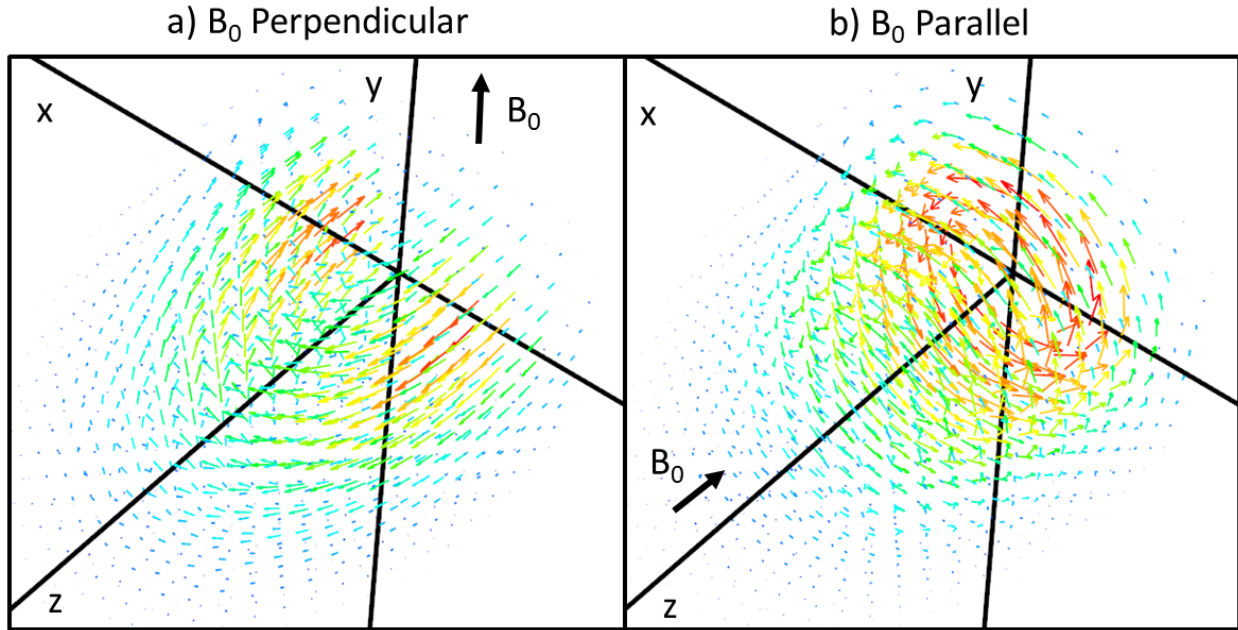 a) B₀ Perpendicular
b) B₀ Parallel
x
y
B₀
z
x
y
B₀
z